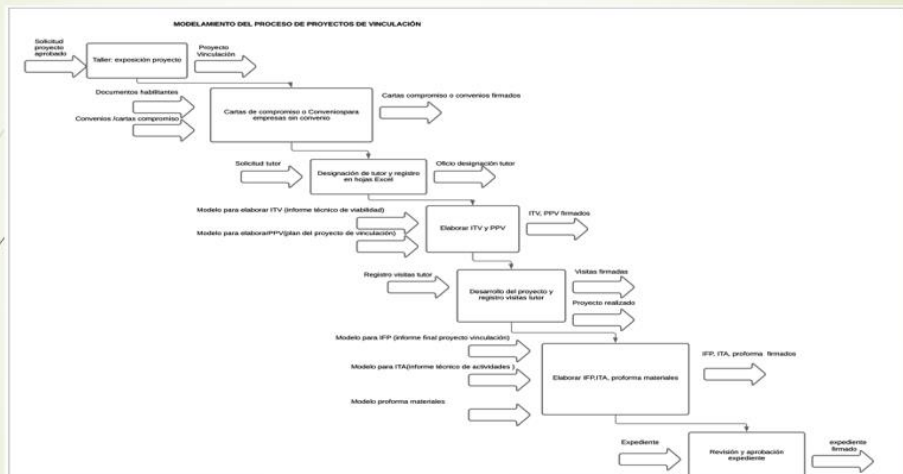 MODELAMIENTO DEL PROCESO DE PROYECTOS DE VINCULACIÓN
Solicitud
proyecto
aprobado
Taller: exposición proyecto
Proyecto
Vinculación
Documentos habilitantes
Convenios /cartas compromiso
Cartas de compromiso o Conveniospara
empresas sin convenio
Cartas compromiso o convenios firmados
Solicitud tutor
Designación de tutor y registro
en hojas Excel
Oficio designación tutor
Modelo para elaborar ITV (informe técnico de viabilidad)
Modelo para elaborarPPV(plan del proyecto de vinculación)
Elaborar ITV y PPV
ITV, PPV firmados
Registro visitas tutor
Desarrollo del proyecto y
registro visitas tutor
Visitas firmadas
Proyecto realizado
Modelo para IFP (informe final proyecto vinculación)
Modelo para ITA(informe técnico de actividades )
Modelo proforma materiales
Elaborar IFP,ITA, proforma materiales
IFP, ITA, proforma firmados
Expediente
Revisión y aprobación
expediente
expediente
firmado